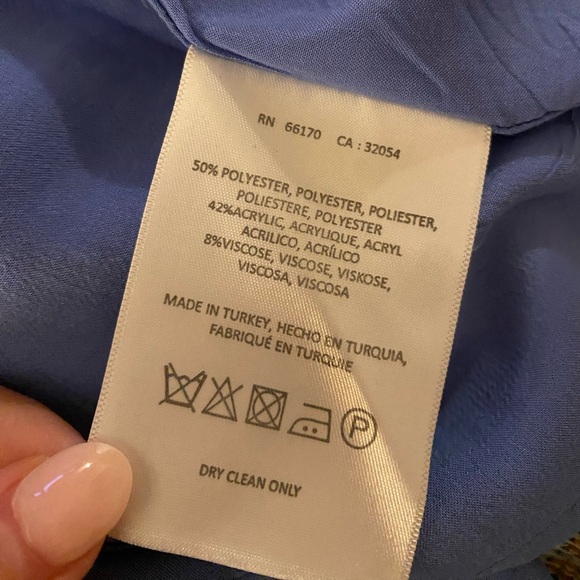 RN 66170 CA : 32054
50% POLYESTER, POLYESTER, POLIESTER,
POLIESTERE, POLYESTER
42%ACRYLIC, ACRYLIQUE, ACRYL
ACRILICO, ACRÍLICO
8%VISCOSE, VISCOSE, VISKOSE,
VISCOSA, VISCOSA
MADE IN TURKEY, HECHO EN TURQUIA,
FABRIQUÉ EN TURQUIE
P
DRY CLEAN ONLY